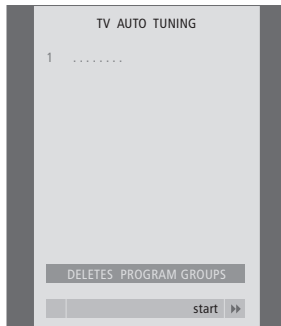 TV AUTO TUNING
1 ........
DELETES PROGRAM GROUPS
start